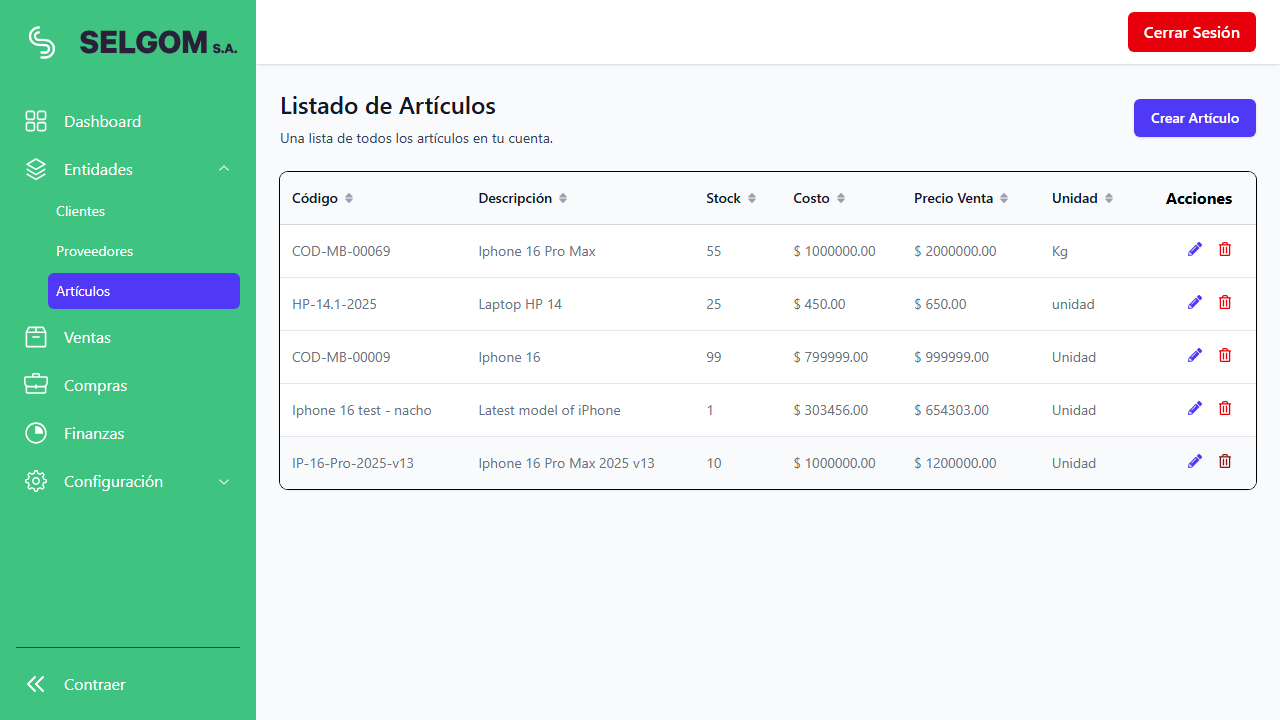 SELGOM S.A.
Cerrar Sesión
Dashboard
Entidades
Clientes
Proveedores
Artículos
Ventas
Compras
Finanzas
Configuración
Contraer
Listado de Artículos
Una lista de todos los artículos en tu cuenta.
Crear Artículo
Código Descripción Stock Costo Precio Venta Unidad Acciones
COD-MB-00069 Iphone 16 Pro Max 55 $ 1000000.00 $ 2000000.00 Kg
HP-14.1-2025 Laptop HP 14 25 $ 450.00 $ 650.00 unidad
COD-MB-00009 Iphone 16 99 $ 799999.00 $ 999999.00 Unidad
Iphone 16 test - nacho Latest model of iPhone 1 $ 303456.00 $ 654303.00 Unidad
IP-16-Pro-2025-v13 Iphone 16 Pro Max 2025 v13 10 $ 1000000.00 $ 1200000.00 Unidad